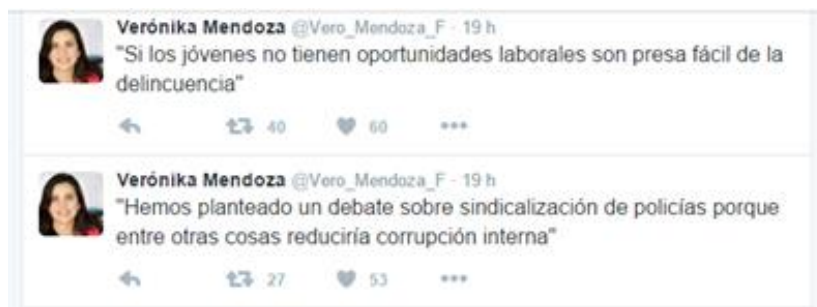 Verónika Mendoza @Vero_Mendoza_F · 19 h
"Si los jóvenes no tienen oportunidades laborales son presa fácil de la
delincuencia"
40 60
Verónika Mendoza @Vero_Mendoza_F · 19 h
"Hemos planteado un debate sobre sindicalización de policías porque
entre otras cosas reduciría corrupción interna"
27 53